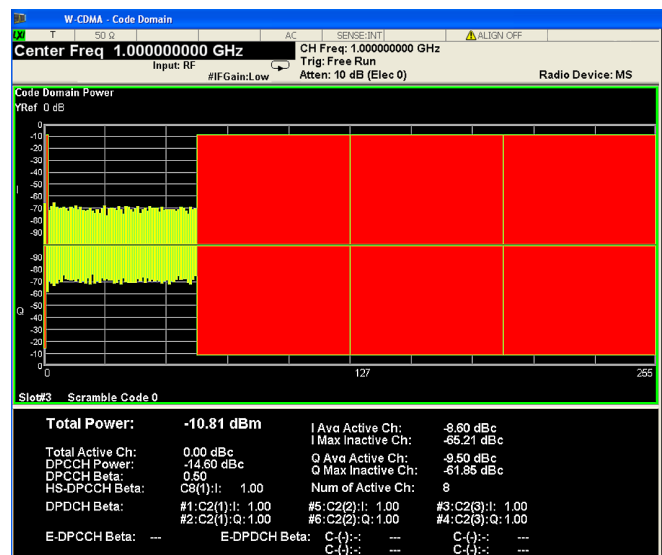 W-CDMA - Code Domain
LXI T 50 Ω AC SENSE:INT ALIGN OFF
Center Freq 1.000000000 GHz CH Freq: 1.000000000 GHz
Input: RF Trig: Free Run
#IFGain:Low Atten: 10 dB (Elec 0) Radio Device: MS
Code Domain Power
YRef 0 dB
0
-10
-20
-30
-40
I -50
-60
-70
-80
-90
-90
-80
-70
-60
-50
Q -40
-30
-20
-10
0
0 127 255
Slot#3 Scramble Code 0
Total Power: -10.81 dBm I Avg Active Ch: -8.60 dBc
I Max Inactive Ch: -65.21 dBc
Total Active Ch: 0.00 dBc Q Avg Active Ch: -9.50 dBc
DPCCH Power: -14.60 dBc Q Max Inactive Ch: -61.85 dBc
DPCCH Beta: 0.50
HS-DPCCH Beta: C8(1):I: 1.00 Num of Active Ch: 8
DPDCH Beta: #1:C2(1):I: 1.00 #5:C2(2):I: 1.00 #3:C2(3):I: 1.00
#2:C2(1):Q:1.00 #6:C2(2):Q:1.00 #4:C2(3):Q:1.00
E-DPCCH Beta: --- E-DPDCH Beta: C-(-):-: --- C-(-):-: ---
C-(-):-: --- C-(-):-: ---